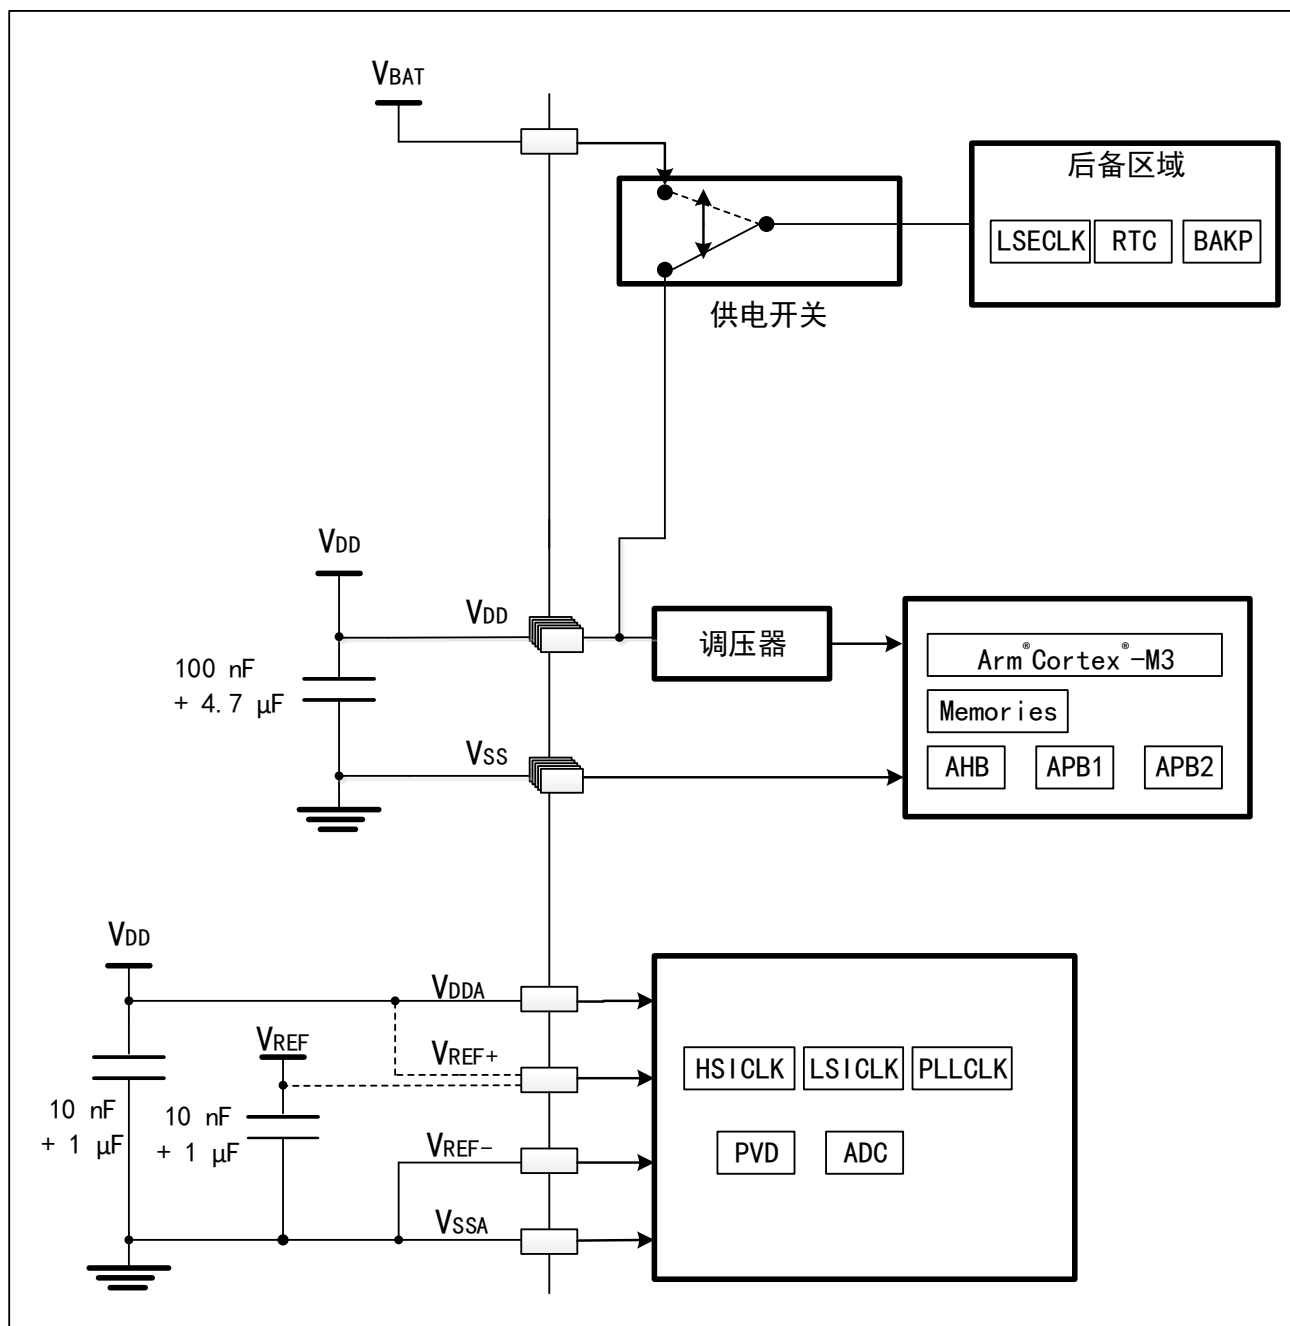 VBAT
后备区域
LSECLK
RTC
BAKP
供电开关
VDD
VDD
调压器
100 nF
+ 4.7 μF
Arm®Cortex®-M3
Memories
VSS
AHB
APB1
APB2
VDD
VDDA
VREF
VREF+
HSICLK
LSICLK
PLLCLK
10 nF
+ 1 μF
10 nF
+ 1 μF
VREF-
PVD
ADC
VSSA